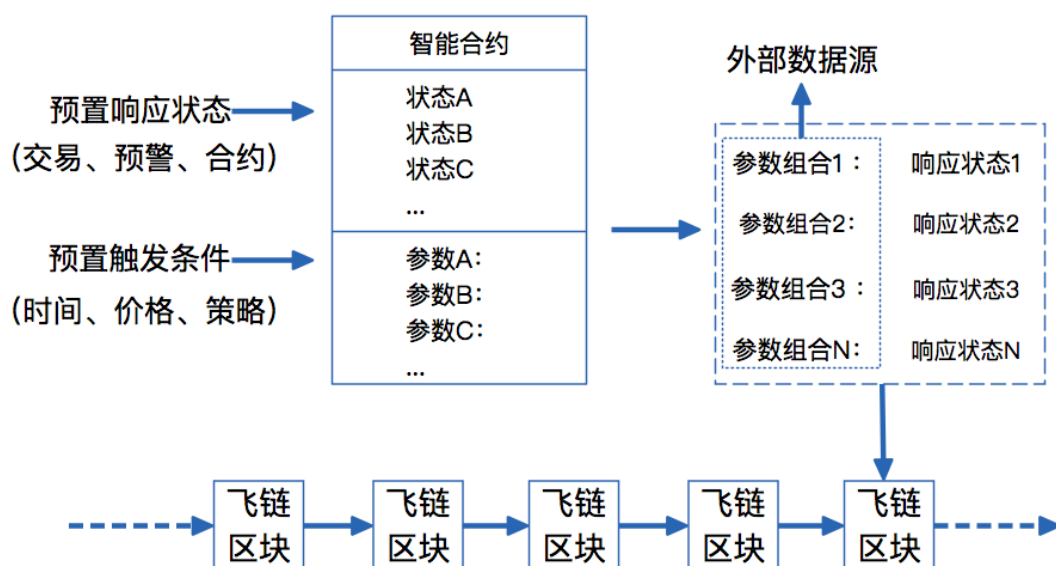 智能合约
预置响应状态
(交易、预警、合约)
状态A
状态B
状态C
...
预置触发条件
(时间、价格、策略)
参数A:
参数B:
参数C:
...
外部数据源
参数组合1： 响应状态1
参数组合2: 响应状态2
参数组合3： 响应状态3
参数组合N: 响应状态N
飞链
区块
飞链
区块
飞链
区块
飞链
区块
飞链
区块